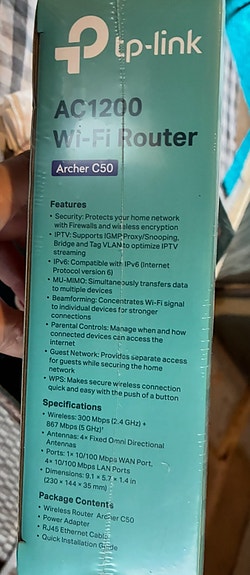 tp-link
AC1200
Wi-Fi Router
Archer C50
Features
• Security: Protects your home network
with Firewalls and wireless encryption
• IPTV: Supports IGMP Proxy/Snooping,
Bridge and Tag VLAN to optimize IPTV
streaming
• IPv6: Compatible with IPv6 (Internet
Protocol version 6)
• MU-MIMO: Simultaneously transfers data
to multiple devices
• Beamforming: Concentrates Wi-Fi signal
to individual devices for stronger
connections
• Parental Controls: Manage when and how
connected devices can access the
internet
• Guest Network: Provides separate access
for guests while securing the home
network
• WPS: Makes secure wireless connection
quick and easy with the push of a button
Specifications
• Wireless: 300 Mbps (2.4 GHz) +
867 Mbps (5 GHz)
• Antennas: 4× Fixed Omni Directional
Antennas
• Ports: 1× 10/100 Mbps WAN Port,
4× 10/100 Mbps LAN Ports
• Dimensions: 9.1 × 5.7 × 1.4 in
(230 × 144 × 35 mm)
Package Contents
• Wireless Router Archer C50
• Power Adapter
• RJ45 Ethernet Cable
• Quick Installation Guide